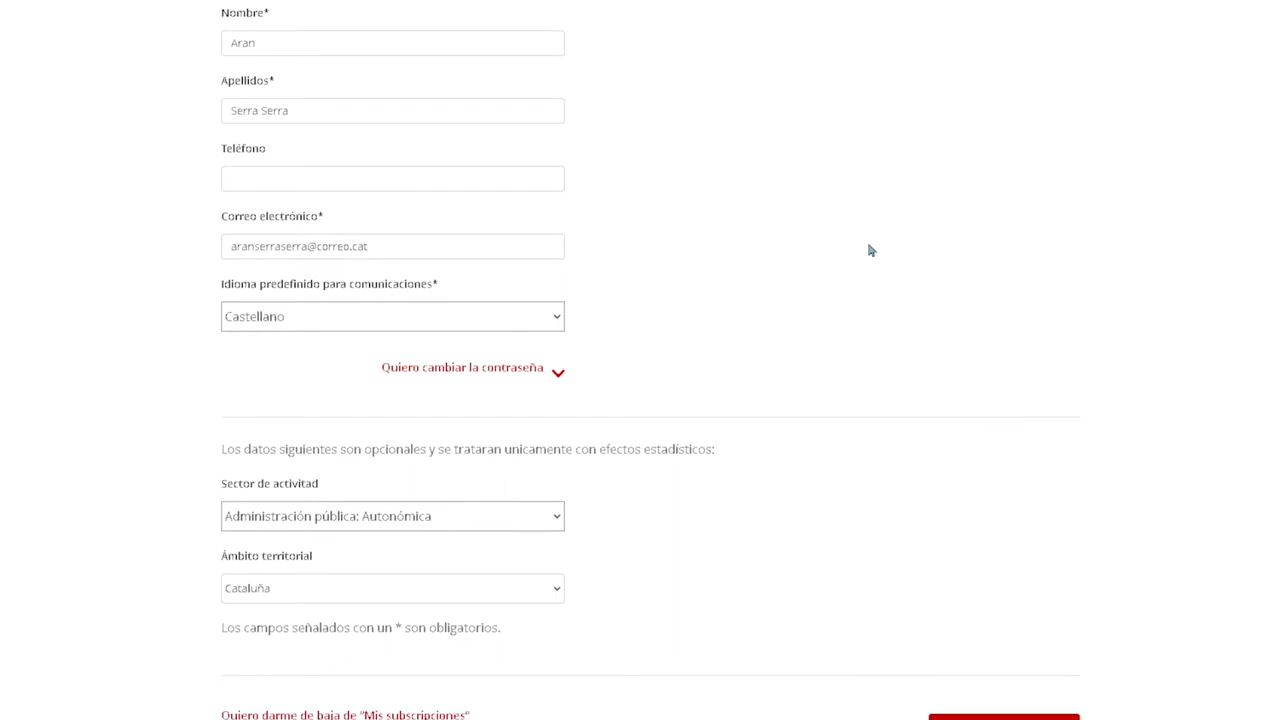 Nombre*
Aran
Apellidos*
Serra Serra
Teléfono
Correo electrónico*
aranserraserra@correo.cat
Idioma predefinido para comunicaciones*
Castellano
Quiero cambiar la contraseña
Los datos siguientes son opcionales y se trataran unicamente con efectos estadísticos:
Sector de activitad
Administración pública: Autonómica
Ámbito territorial
Cataluña
Los campos señalados con un * son obligatorios.
Quiero darme de baja de "Mis subscripciones"